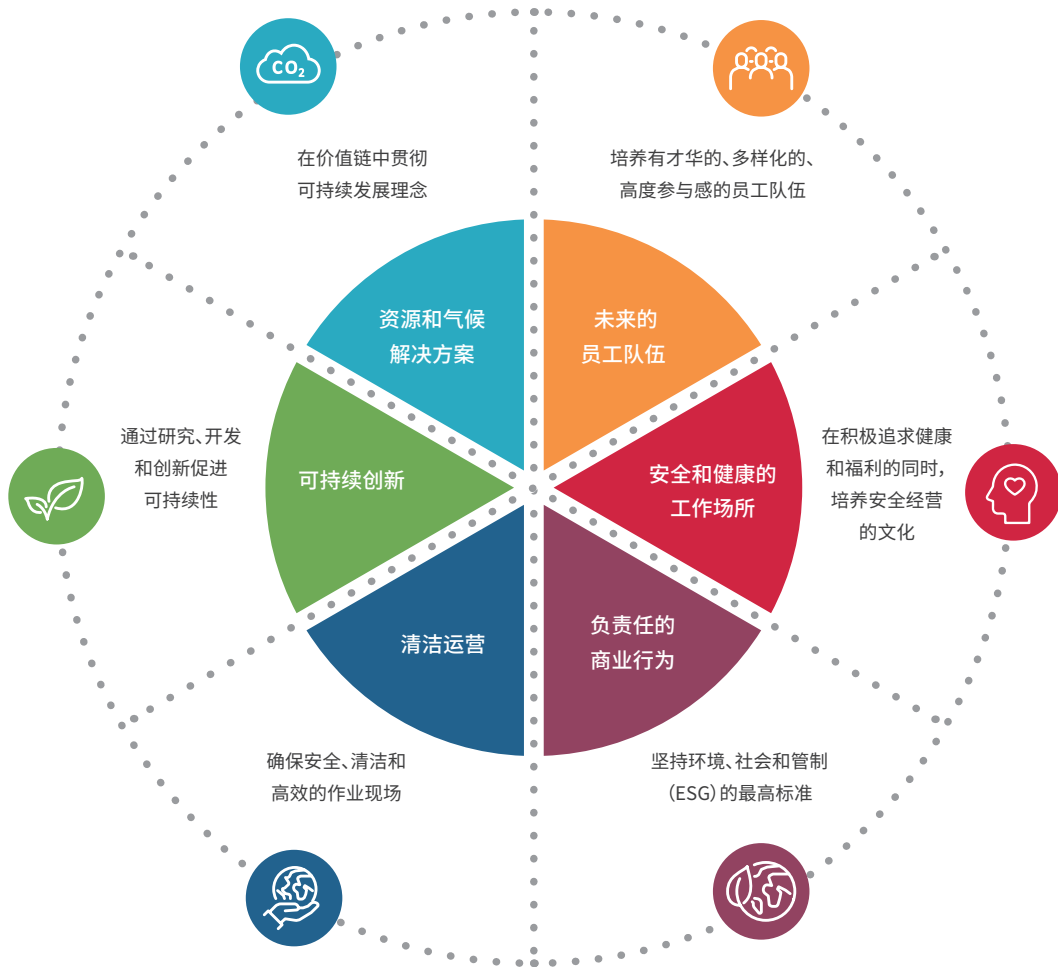 CO₂
在价值链中贯彻
可持续发展理念
培养有才华的、多样化的、
高度参与感的员工队伍
资源和气候
解决方案
未来的
员工队伍
通过研究、开发
和创新促进
可持续性
可持续创新
安全和健康的
工作场所
在积极追求健康
和福利的同时，
培养安全经营
的文化
清洁运营
负责任的
商业行为
确保安全、清洁和
高效的作业现场
坚持环境、社会和管制
（ESG）的最高标准